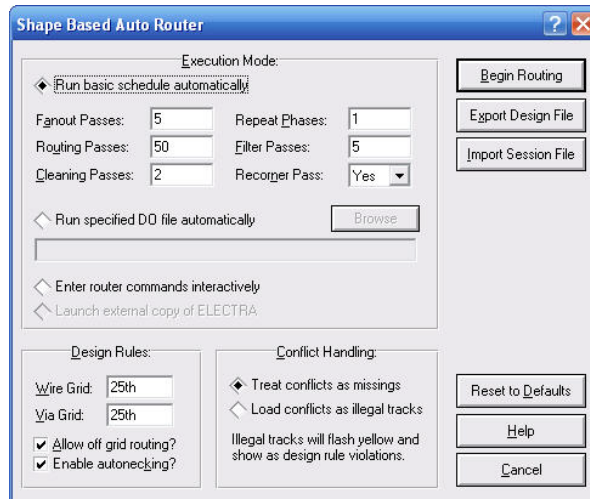 Shape Based Auto Router
Execution Mode:
Run basic schedule automatically
Fanout Passes: 5 Repeat Phases: 1
Routing Passes: 50 Filter Passes: 5
Cleaning Passes: 2 Recorner Pass: Yes
Run specified DO file automatically Browse
Enter router commands interactively
Launch external copy of ELECTRA
Begin Routing
Export Design File
Import Session File
Design Rules:
Wire Grid: 25th
Via Grid: 25th
Allow off grid routing?
Enable autonecking?
Conflict Handling:
Treat conflicts as missings
Load conflicts as illegal tracks
Illegal tracks will flash yellow and
show as design rule violations.
Reset to Defaults
Help
Cancel